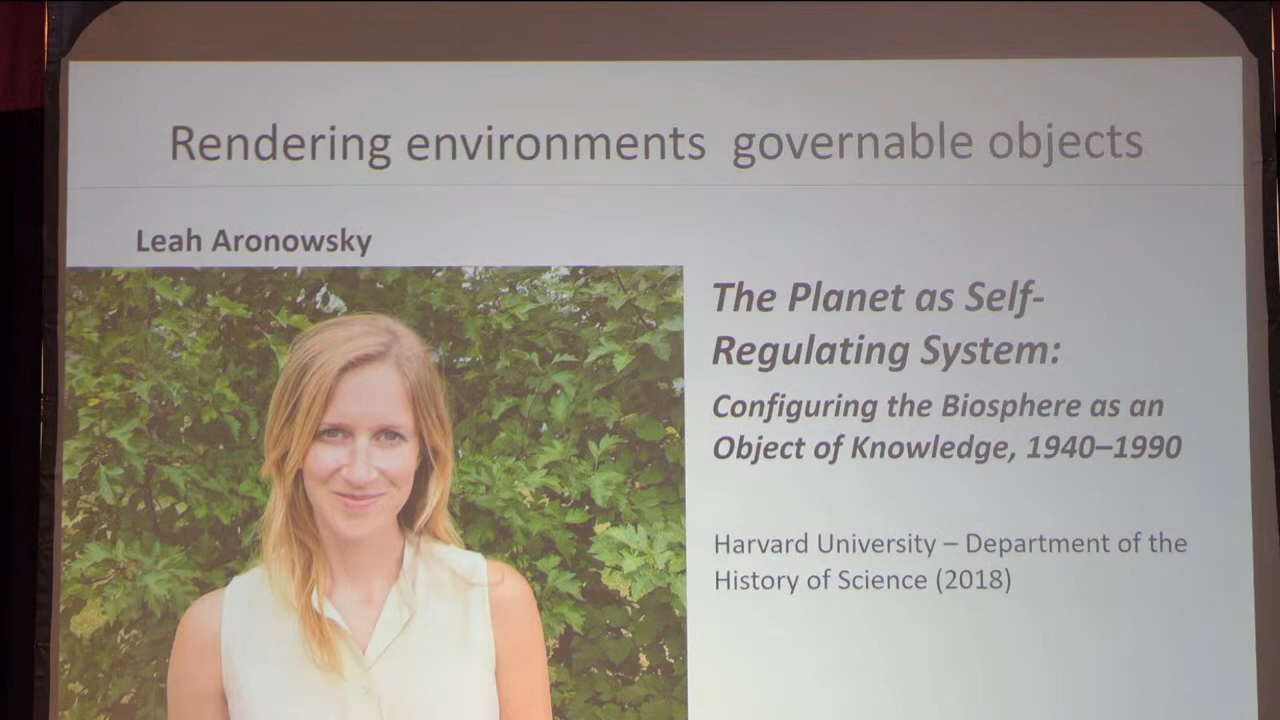 Rendering environments  governable objects
Leah Aronowsky
The Planet as Self-
Regulating System:
Configuring the Biosphere as an
Object of Knowledge, 1940–1990
Harvard University – Department of the
History of Science (2018)